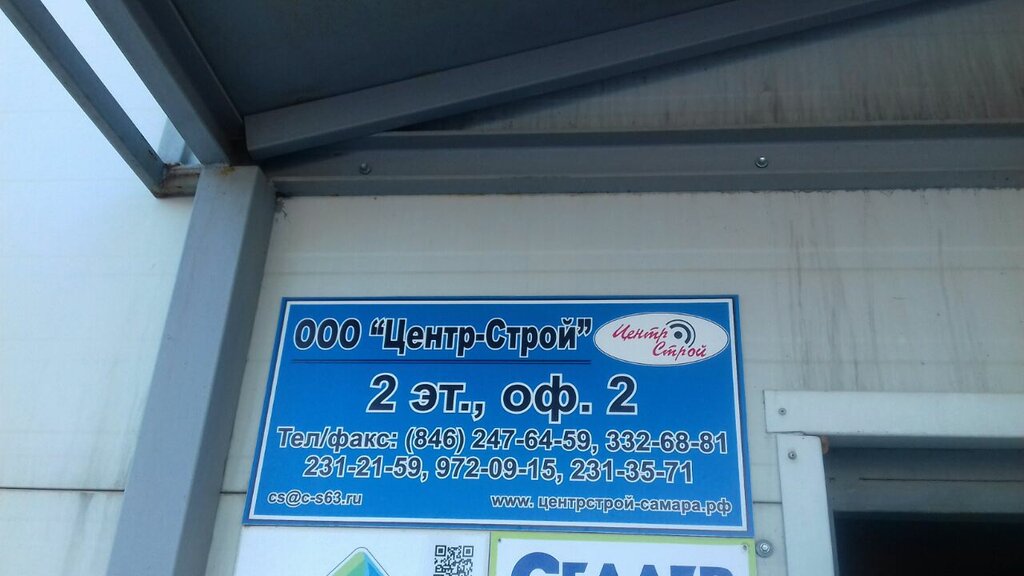 ООО “Центр-Строй”
Центр
Строй
2 эт., оф. 2
Тел/факс: (846) 247-64-59, 332-68-81
231-21-59, 972-09-15, 231-35-71
cs@c-s63.ru
www. центрстрой-самара.рф